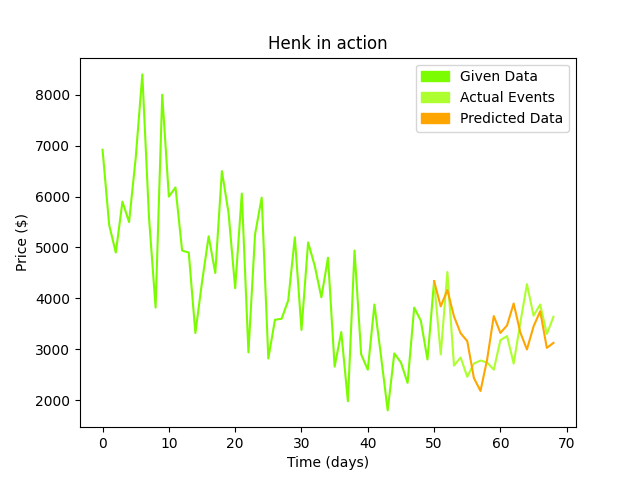 Henk in action
Given Data
Actual Events
Predicted Data
Price ($)
8000
7000
6000
5000
4000
3000
2000
0 10 20 30 40 50 60 70
Time (days)